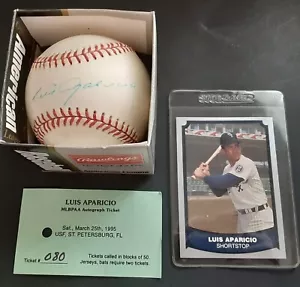 American
Rawlings
Luis Aparicio
LUIS APARICIO
MLBPAA Autograph Ticket
Sat., March 25th, 1995
USF, ST. PETERSBURG, FL
Ticket # 080
Tickets called in blocks of 50
Jerseys, bats require two tickets.
LUIS APARICIO
SHORTSTOP